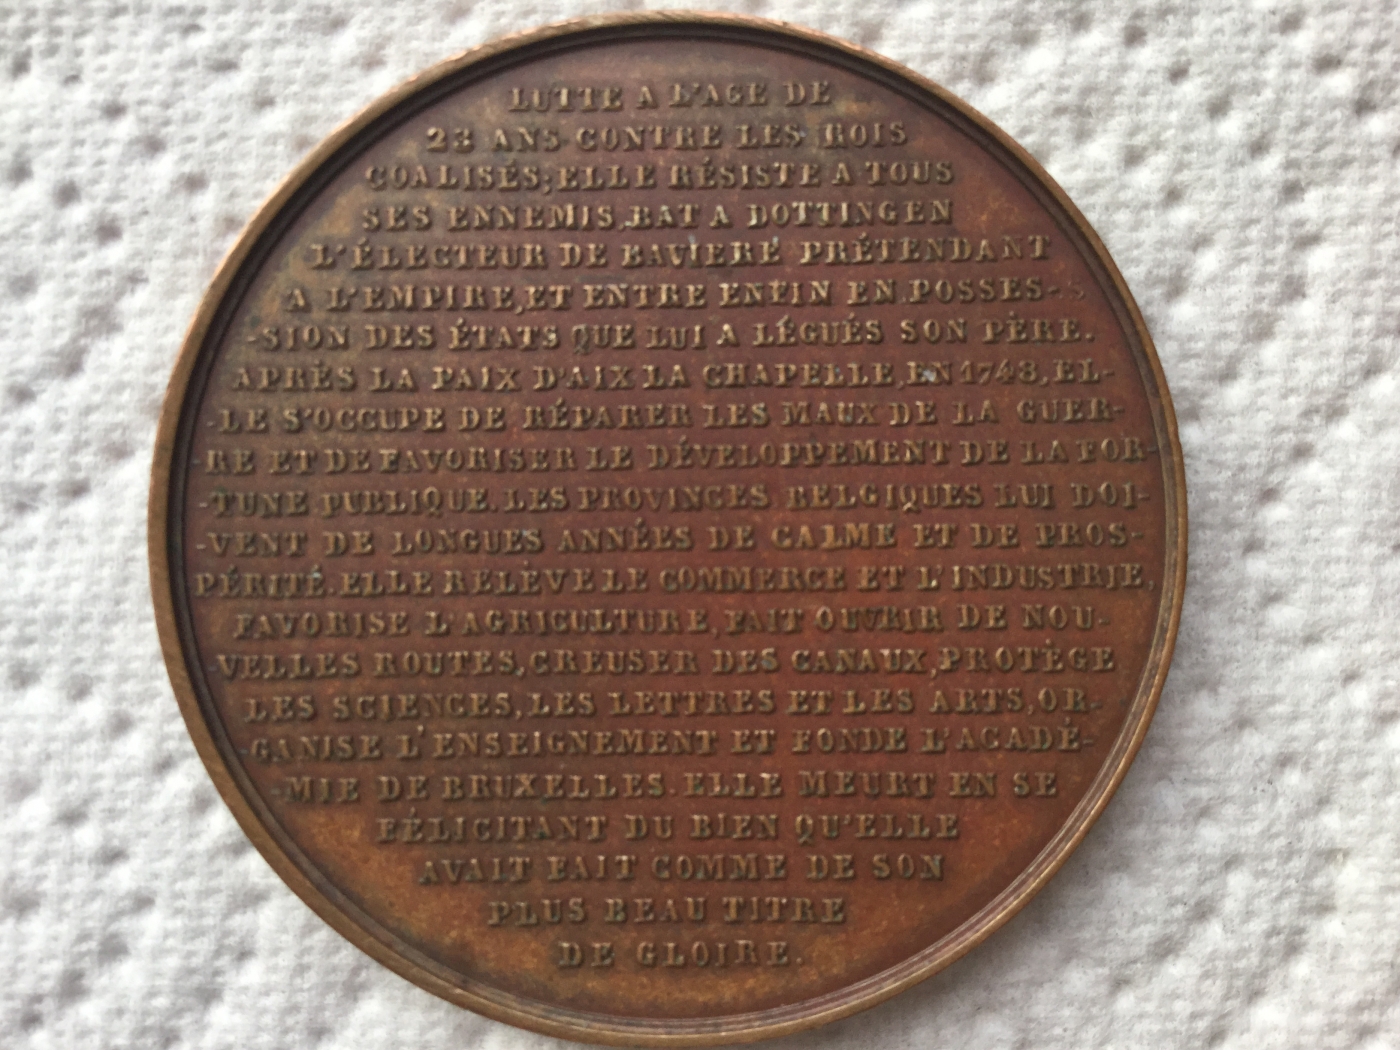 LUTTE A L'AGE DE
23 ANS CONTRE LES ROIS
COALISÉS; ELLE RÉSISTE A TOUS
SES ENNEMIS, BAT A DOTTINGEN
L'ÉLECTEUR DE BAVIERE PRÉTENDANT
A L'EMPIRE, ET ENTRE ENFIN EN POSSES-
-SION DES ÉTATS QUE LUI A LÉGUÉS SON PÈRE.
APRÈS LA PAIX D'AIX LA CHAPELLE, EN 1748, EL-
-LE S'OCCUPE DE RÉPARER LES MAUX DE LA GUER-
-RE ET DE FAVORISER LE DÉVELOPPEMENT DE LA FOR-
-TUNE PUBLIQUE. LES PROVINCES BELGIQUES LUI DOI-
-VENT DE LONGUES ANNÉES DE CALME ET DE PROS-
PÉRITÉ. ELLE RELÈVE LE COMMERCE ET L'INDUSTRIE,
FAVORISE L'AGRICULTURE, FAIT OUVRIR DE NOU-
-VELLES ROUTES, CREUSER DES CANAUX, PROTÈGE
LES SCIENCES, LES LETTRES ET LES ARTS, OR-
-GANISE L'ENSEIGNEMENT ET FONDE L'ACADÉ-
-MIE DE BRUXELLES. ELLE MEURT EN SE
FÉLICITANT DU BIEN QU'ELLE
AVAIT FAIT COMME DE SON
PLUS BEAU TITRE
DE GLOIRE.